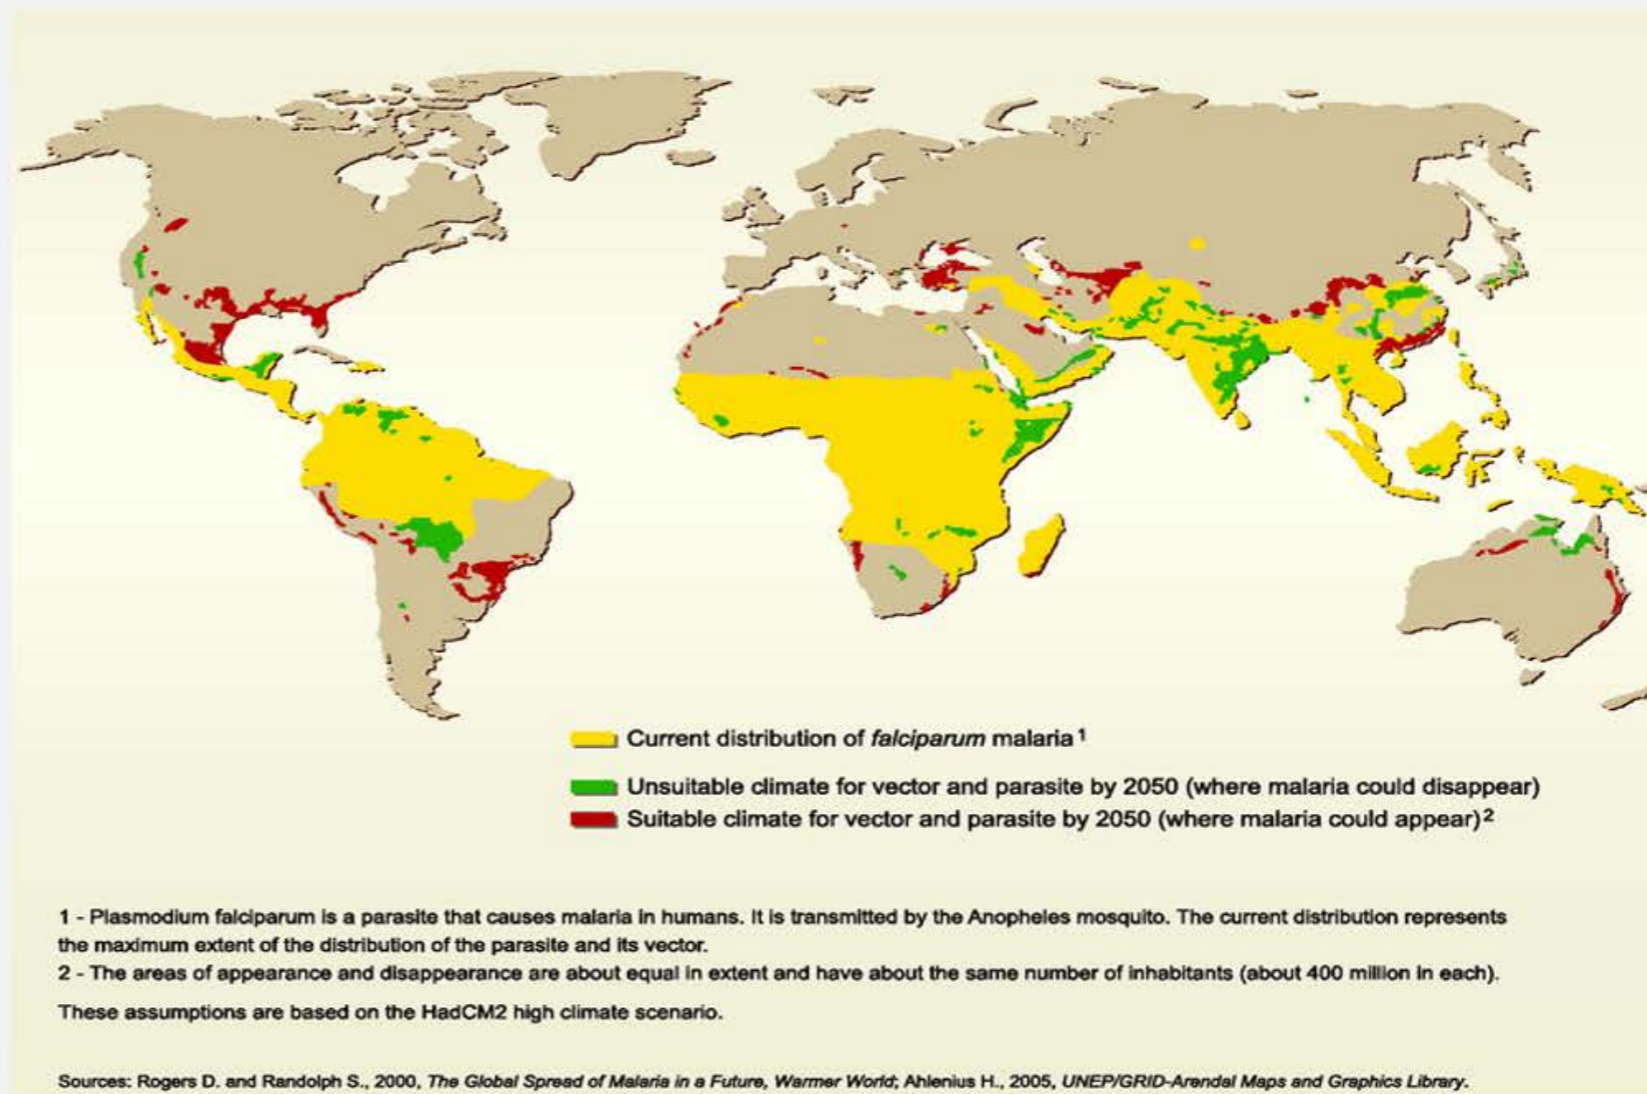 Current distribution of falciparum malaria 1
Unsuitable climate for vector and parasite by 2050 (where malaria could disappear)
Suitable climate for vector and parasite by 2050 (where malaria could appear) 2
1 - Plasmodium falciparum is a parasite that causes malaria in humans. It is transmitted by the Anopheles mosquito. The current distribution represents
the maximum extent of the distribution of the parasite and its vector.
2 - The areas of appearance and disappearance are about equal in extent and have about the same number of inhabitants (about 400 million in each).
These assumptions are based on the HadCM2 high climate scenario.
Sources: Rogers D. and Randolph S., 2000, The Global Spread of Malaria in a Future, Warmer World; Ahlenius H., 2005, UNEP/GRID-Arendal Maps and Graphics Library.